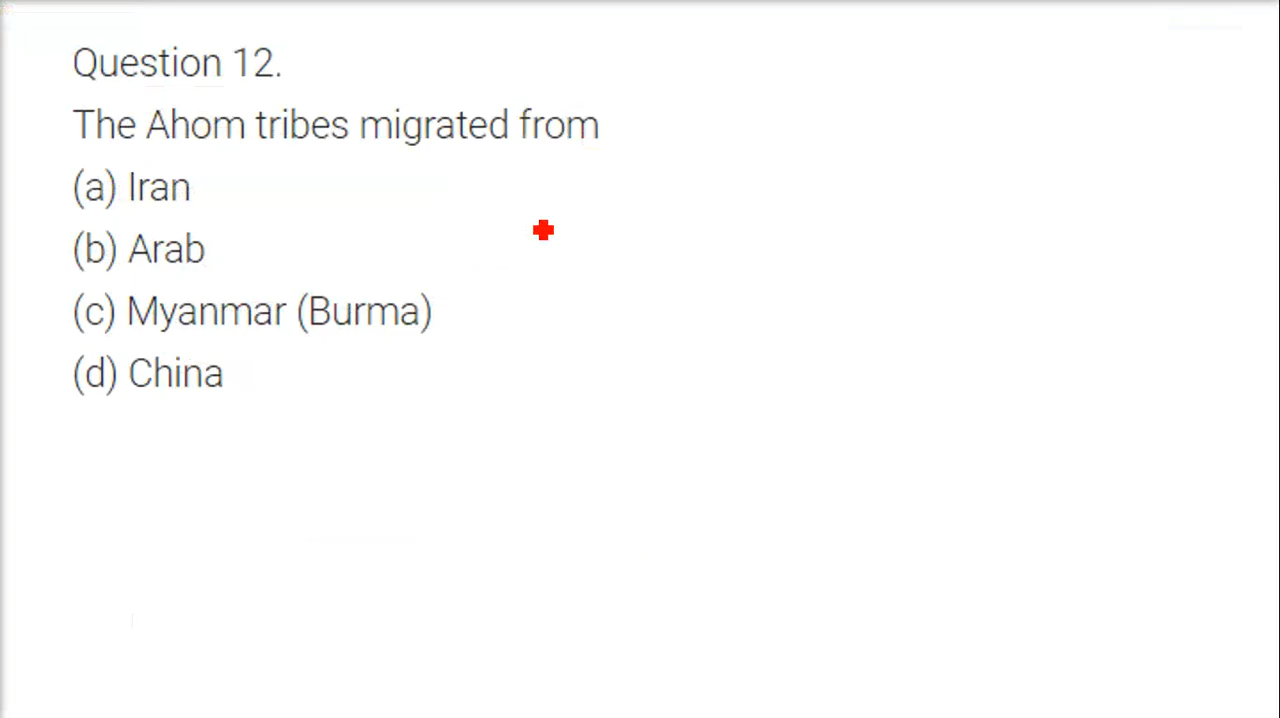 Question 12.
The Ahom tribes migrated from
(a) Iran
(b) Arab
(c) Myanmar (Burma)
(d) China